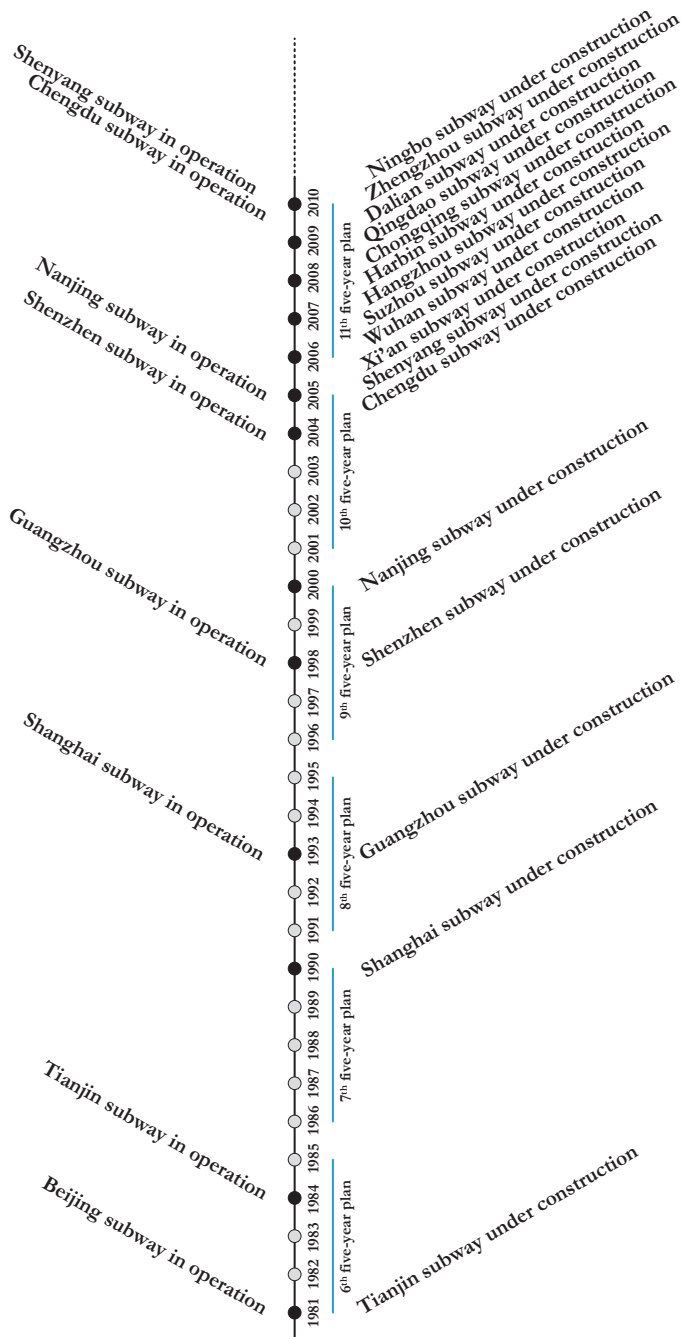 Shenyang subway in operation
Chengdu subway in operation
Nanjing subway in operation
Shenzhen subway in operation
Guangzhou subway in operation
Shanghai subway in operation
Tianjin subway in operation
Beijing subway in operation
2010
2009
2008
2007
2006
2005
2004
2003
2002
2001
2000
1999
1998
1997
1996
1995
1994
1993
1992
1991
1990
1989
1988
1987
1986
1985
1984
1983
1982
1981
11th five-year plan
10th five-year plan
9th five-year plan
8th five-year plan
7th five-year plan
6th five-year plan
Ningbo subway under construction
Zhengzhou subway under construction
Dalian subway under construction
Qingdao subway under construction
Chongqing subway under construction
Harbin subway under construction
Hangzhou subway under construction
Suzhou subway under construction
Wuhan subway under construction
Xi'an subway under construction
Shenyang subway under construction
Chengdu subway under construction
Nanjing subway under construction
Shenzhen subway under construction
Guangzhou subway under construction
Shanghai subway under construction
Tianjin subway under construction